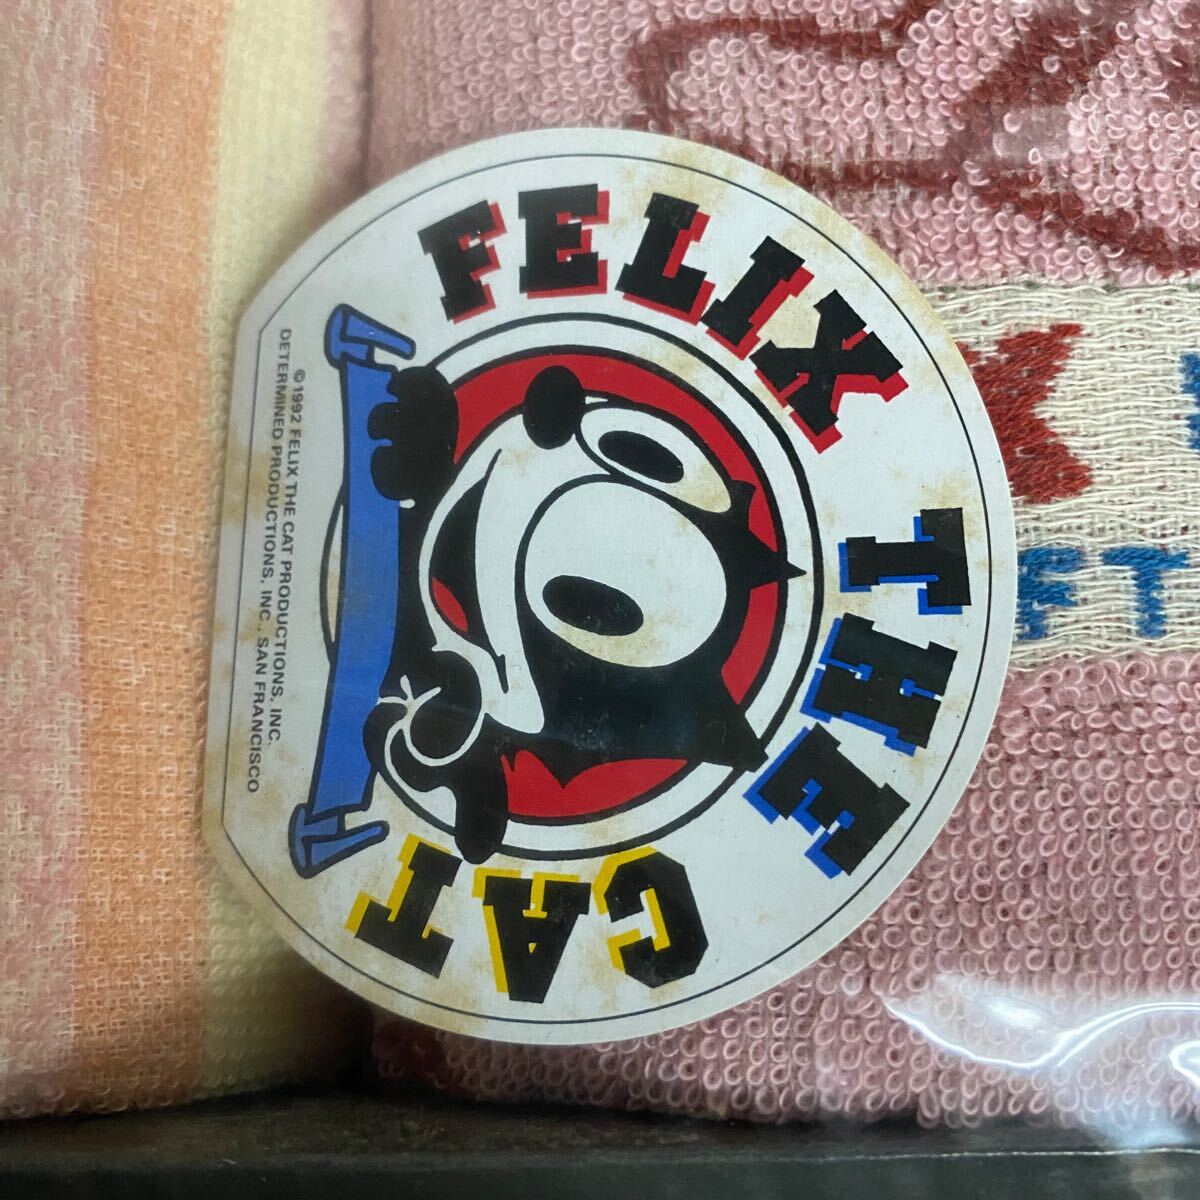 FELIX THE CAT
©1992 FELIX THE CAT PRODUCTIONS, INC.
DETERMINED PRODUCTIONS, INC., SAN FRANCISCO